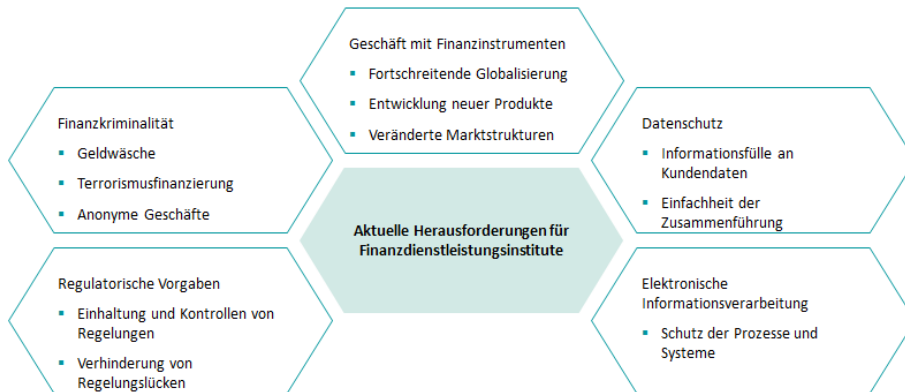 Geschäft mit Finanzinstrumenten
▪ Fortschreitende Globalisierung
▪ Entwicklung neuer Produkte
▪ Veränderte Marktstrukturen
Finanzkriminalität
▪ Geldwäsche
▪ Terrorismusfinanzierung
▪ Anonyme Geschäfte
Datenschutz
▪ Informationsfülle an
Kundendaten
▪ Einfachheit der
Zusammenführung
Aktuelle Herausforderungen für
Finanzdienstleistungsinstitute
Regulatorische Vorgaben
▪ Einhaltung und Kontrollen von
Regelungen
▪ Verhinderung von
Regelungslücken
Elektronische
Informationsverarbeitung
▪ Schutz der Prozesse und
Systeme